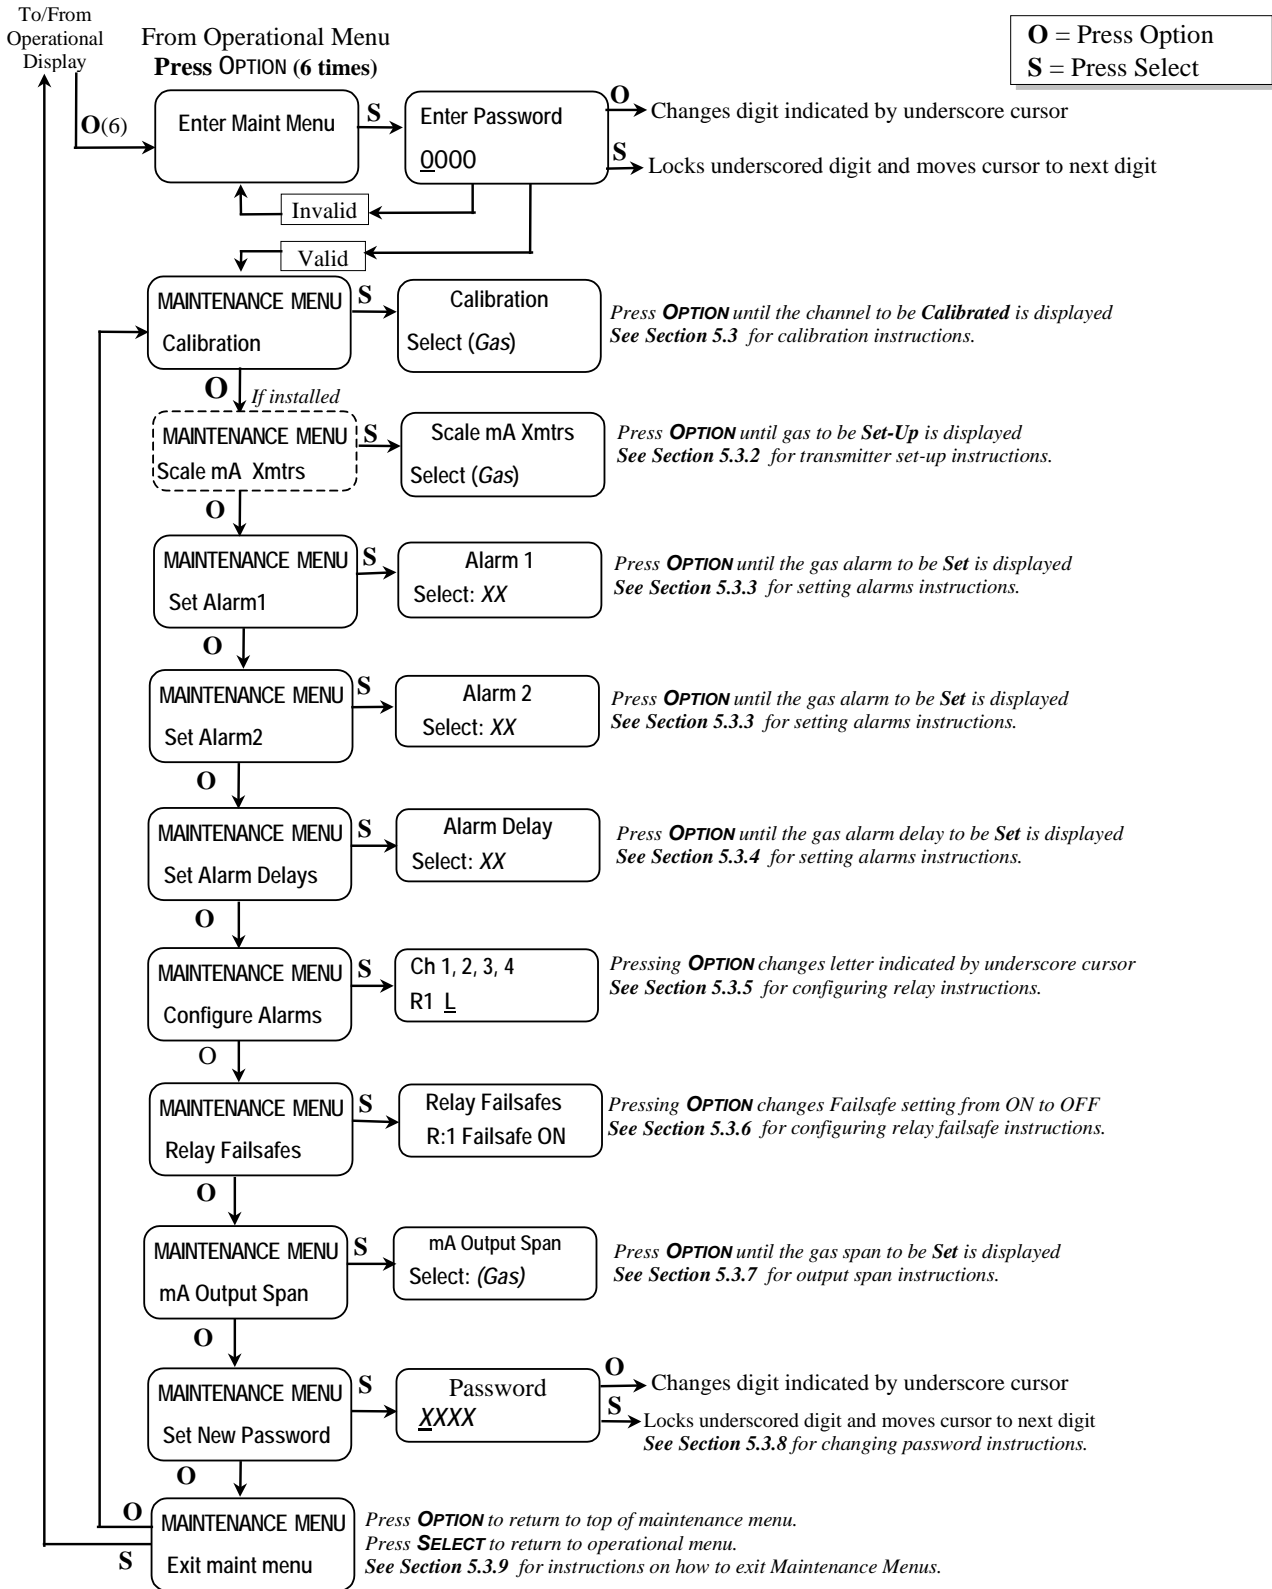 To/From
Operational
Display
From Operational Menu
Press OPTION (6 times)
O = Press Option
S = Press Select
O(6)
Enter Maint Menu
S
Enter Password
0000
O
Changes digit indicated by underscore cursor
S
Locks underscored digit and moves cursor to next digit
Invalid
Valid
MAINTENANCE MENU
Calibration
S
Calibration
Select (Gas)
Press OPTION until the channel to be Calibrated is displayed
See Section 5.3 for calibration instructions.
O
If installed
MAINTENANCE MENU
Scale mA Xmtrs
S
Scale mA Xmtrs
Select (Gas)
Press OPTION until gas to be Set-Up is displayed
See Section 5.3.2 for transmitter set-up instructions.
O
MAINTENANCE MENU
Set Alarm1
S
Alarm 1
Select: XX
Press OPTION until the gas alarm to be Set is displayed
See Section 5.3.3 for setting alarms instructions.
O
MAINTENANCE MENU
Set Alarm2
S
Alarm 2
Select: XX
Press OPTION until the gas alarm to be Set is displayed
See Section 5.3.3 for setting alarms instructions.
O
MAINTENANCE MENU
Set Alarm Delays
S
Alarm Delay
Select: XX
Press OPTION until the gas alarm delay to be Set is displayed
See Section 5.3.4 for setting alarms instructions.
O
MAINTENANCE MENU
Configure Alarms
S
Ch 1, 2, 3, 4
R1 L
Pressing OPTION changes letter indicated by underscore cursor
See Section 5.3.5 for configuring relay instructions.
O
MAINTENANCE MENU
Relay Failsafes
S
Relay Failsafes
R:1 Failsafe ON
Pressing OPTION changes Failsafe setting from ON to OFF
See Section 5.3.6 for configuring relay failsafe instructions.
O
MAINTENANCE MENU
mA Output Span
S
mA Output Span
Select: (Gas)
Press OPTION until the gas span to be Set is displayed
See Section 5.3.7 for output span instructions.
O
MAINTENANCE MENU
Set New Password
S
Password
XXXX
O
Changes digit indicated by underscore cursor
S
Locks underscored digit and moves cursor to next digit
See Section 5.3.8 for changing password instructions.
O
O
S
MAINTENANCE MENU
Exit maint menu
Press OPTION to return to top of maintenance menu.
Press SELECT to return to operational menu.
See Section 5.3.9 for instructions on how to exit Maintenance Menus.